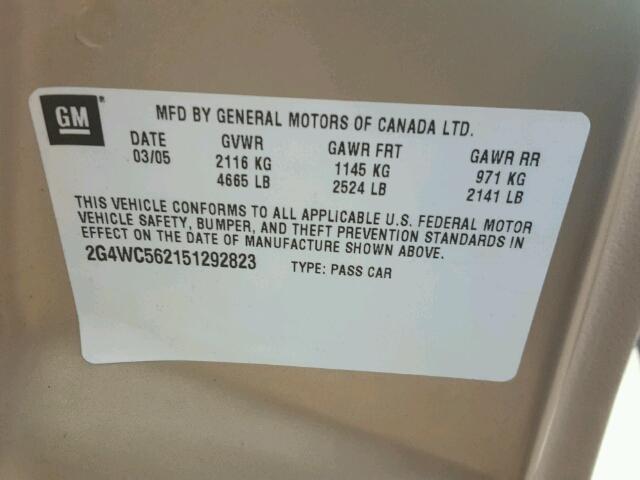 GM
MFD BY GENERAL MOTORS OF CANADA LTD.
DATE GVWR GAWR FRT GAWR RR
03/05 2116 KG 1145 KG 971 KG
4665 LB 2524 LB 2141 LB
THIS VEHICLE CONFORMS TO ALL APPLICABLE U.S. FEDERAL MOTOR
VEHICLE SAFETY, BUMPER, AND THEFT PREVENTION STANDARDS IN
EFFECT ON THE DATE OF MANUFACTURE SHOWN ABOVE.
2G4WC562151292823 TYPE: PASS CAR